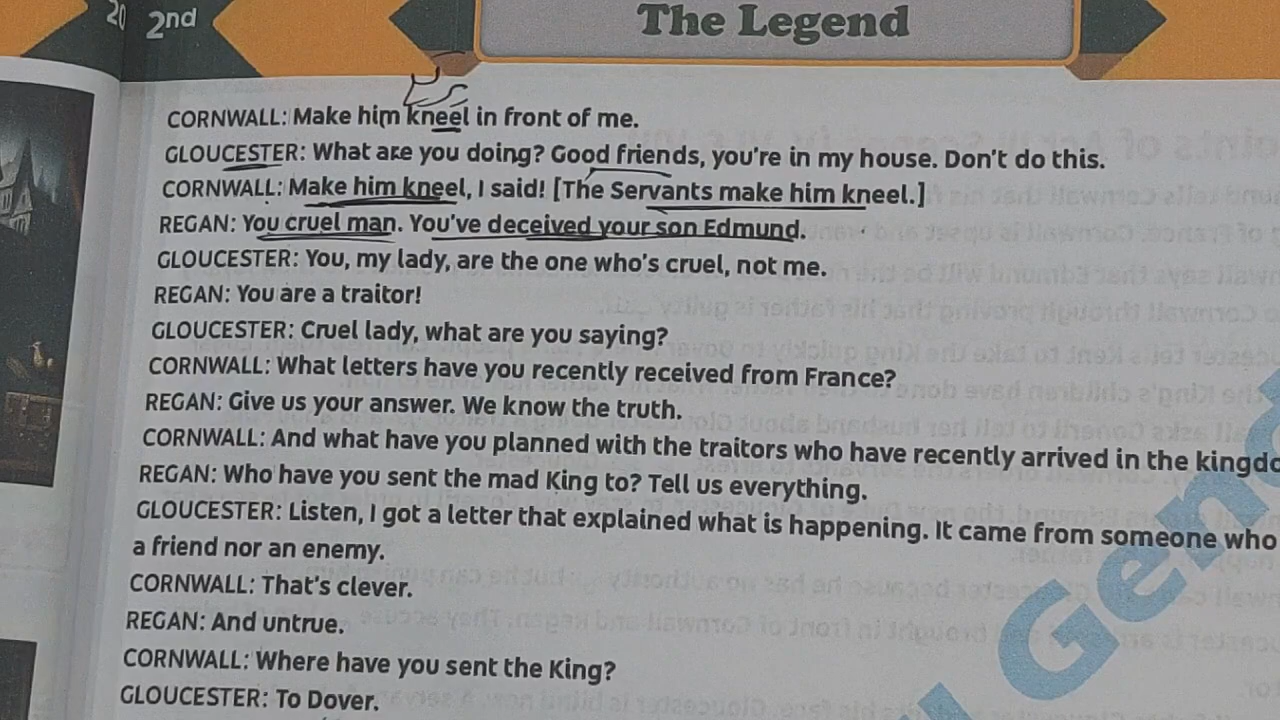 20 2nd
The Legend
CORNWALL: Make him kneel in front of me.
GLOUCESTER: What are you doing? Good friends, you're in my house. Don't do this.
CORNWALL: Make him kneel, I said! [The Servants make him kneel.]
REGAN: You cruel man. You've deceived your son Edmund.
GLOUCESTER: You, my lady, are the one who's cruel, not me.
REGAN: You are a traitor!
GLOUCESTER: Cruel lady, what are you saying?
CORNWALL: What letters have you recently received from France?
REGAN: Give us your answer. We know the truth.
CORNWALL: And what have you planned with the traitors who have recently arrived in the kingdo
REGAN: Who have you sent the mad King to? Tell us everything.
GLOUCESTER: Listen, I got a letter that explained what is happening. It came from someone who
a friend nor an enemy.
CORNWALL: That's clever.
REGAN: And untrue.
CORNWALL: Where have you sent the King?
GLOUCESTER: To Dover.